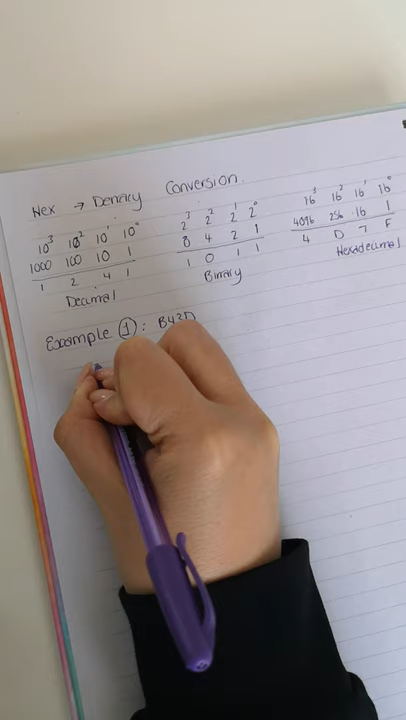 Hex → Denary Conversion
10³ 10² 10¹ 10⁰
1000 100 10 1
1 2 4 1
Decimal
2³ 2² 2¹ 2⁰
8 4 2 1
1 0 1 1
Binary
16³ 16² 16¹ 16⁰
4096 256 16 1
4 D 7 F
Hexadecimal
Example ①: B42D